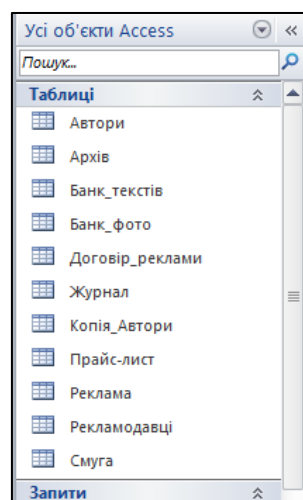 Усі об'єкти Access
Пошук...
Таблиці
Автори
Архів
Банк_текстів
Банк_фото
Договір_реклами
Журнал
Копія_Автори
Прайс-лист
Реклама
Рекламодавці
Смуга
Запити